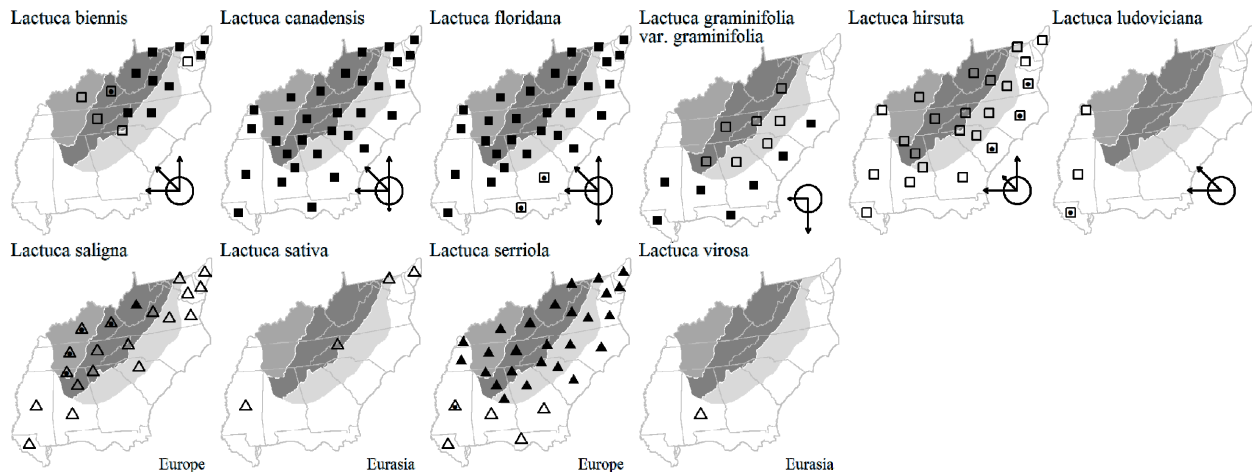 Lactuca biennis
Lactuca canadensis
Lactuca floridana
Lactuca graminifolia
var. graminifolia
Lactuca hirsuta
Lactuca ludoviciana
Lactuca saligna
Lactuca sativa
Lactuca serriola
Lactuca virosa
Europe
Eurasia
Europe
Eurasia